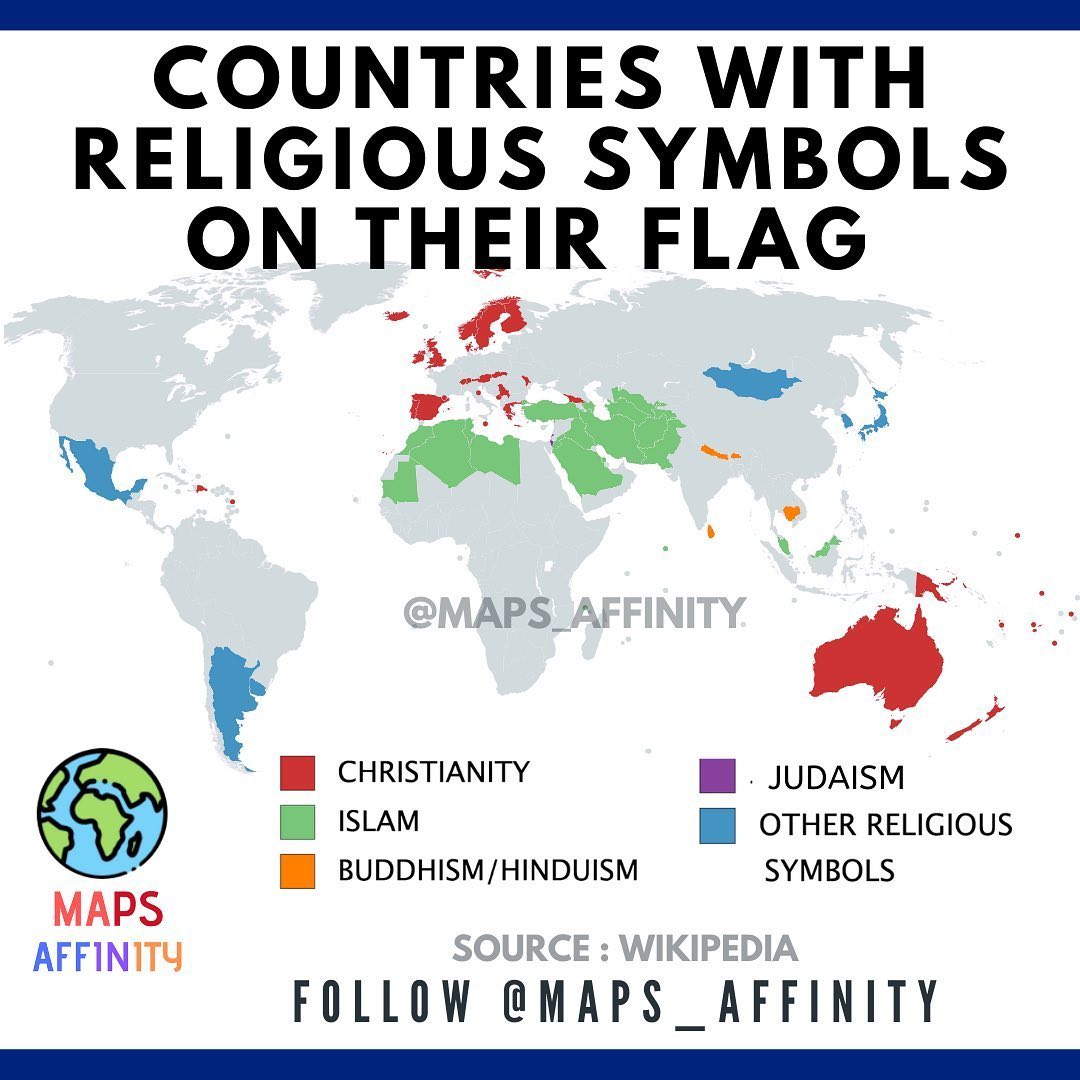 COUNTRIES WITH
RELIGIOUS SYMBOLS
ON THEIR FLAG
@MAPS_AFFINITY
CHRISTIANITY
ISLAM
BUDDHISM/HINDUISM
JUDAISM
OTHER RELIGIOUS
SYMBOLS
MAPS
AFFINITY
SOURCE : WIKIPEDIA
FOLLOW @MAPS_AFFINITY